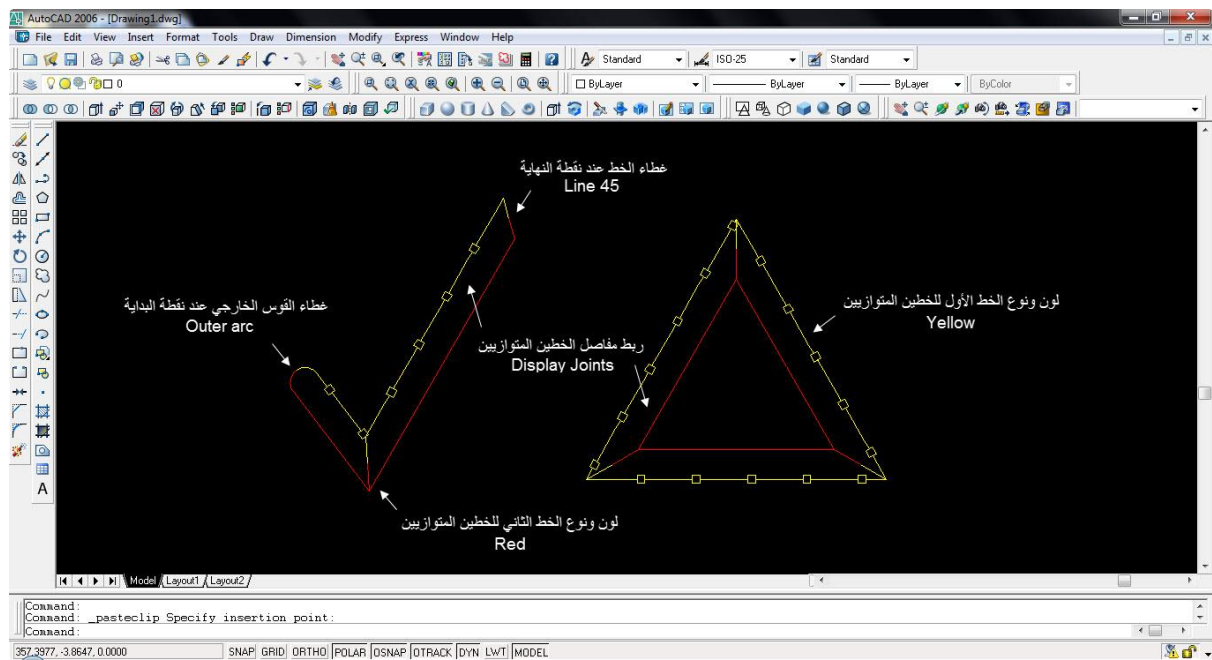 AutoCAD 2006 - [Drawing1.dwg]
File Edit View Insert Format Tools Draw Dimension Modify Express Window Help
Standard ISO-25 Standard
0 ByLayer ByLayer ByLayer ByColor
غطاء الخط عند نقطة النهاية
Line 45
غطاء القوس الخارجي عند نقطة البداية
Outer arc
لون ونوع الخط الأول للخطين المتوازيين
Yellow
ربط مفاصل الخطين المتوازيين
Display Joints
لون ونوع الخط الثاني للخطين المتوازيين
Red
A
Model Layout1 Layout2
Command:
Command: _pasteclip Specify insertion point:
Command:
357.3977, -3.8647, 0.0000 SNAP GRID ORTHO POLAR OSNAP OTRACK DYN LWT MODEL